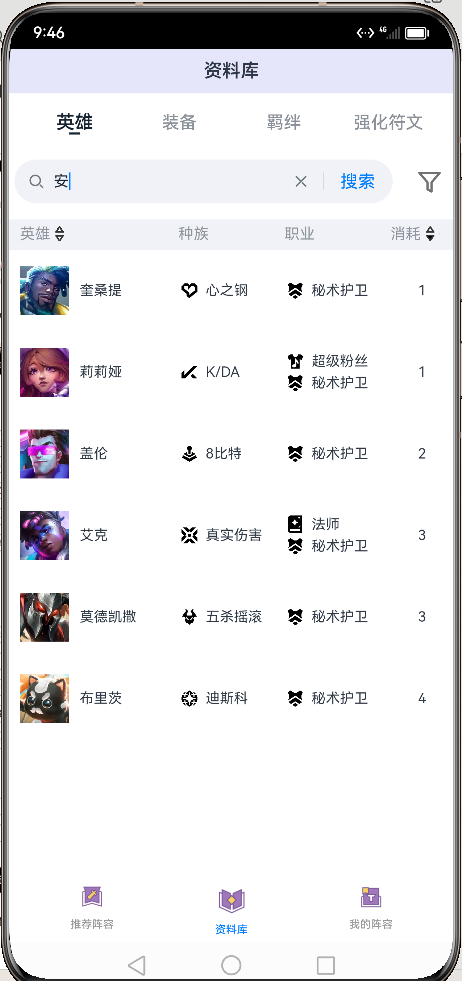 9:46
4G
资料库
英雄 装备 羁绊 强化符文
安 搜索
英雄 种族 职业 消耗
奎桑提 心之钢 秘术护卫 1
莉莉娅 K/DA 超级粉丝 秘术护卫 1
盖伦 8比特 秘术护卫 2
艾克 真实伤害 法师 秘术护卫 3
莫德凯撒 五杀摇滚 秘术护卫 3
布里茨 迪斯科 秘术护卫 4
推荐阵容 资料库 我的阵容